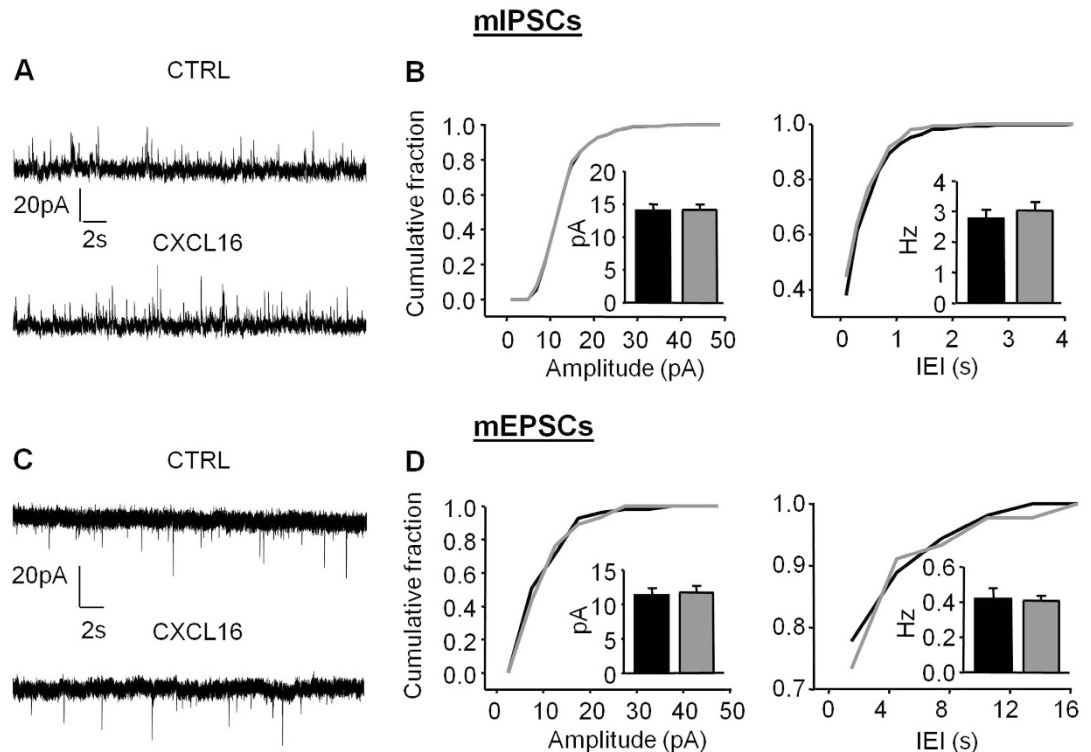 mIPSCs
A
CTRL
20pA
2s
CXCL16
B
Cumulative fraction
1.0
0.8
0.6
0.4
0.2
0.0
0 10 20 30 40 50
Amplitude (pA)
pA
20
15
10
5
0
1.0
0.8
0.6
0.4
0 1 2 3 4
IEI (s)
Hz
4
3
2
1
0
mEPSCs
C
CTRL
20pA
2s
CXCL16
D
Cumulative fraction
1.0
0.8
0.6
0.4
0.2
0.0
0 10 20 30 40 50
Amplitude (pA)
pA
15
10
5
0
1.0
0.9
0.8
0.7
0 4 8 12 16
IEI (s)
Hz
0.6
0.4
0.2
0.0